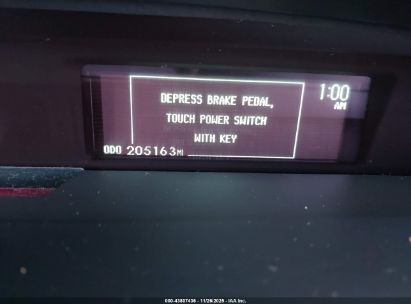 DEPRESS BRAKE PEDAL,
TOUCH POWER SWITCH
WITH KEY
1:00
AM
ODO 205163MI